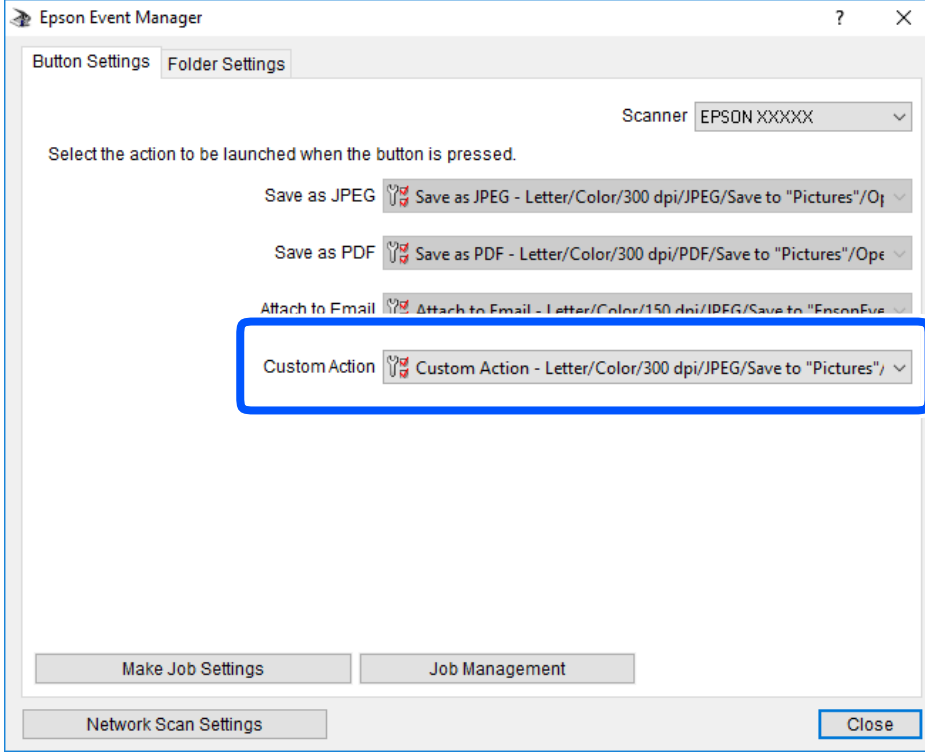 Epson Event Manager
Button Settings
Folder Settings
Scanner EPSON XXXXX
Select the action to be launched when the button is pressed.
Save as JPEG Save as JPEG - Letter/Color/300 dpi/JPEG/Save to "Pictures"/Op
Save as PDF Save as PDF - Letter/Color/300 dpi/PDF/Save to "Pictures"/Ope
Attach to Email Attach to Email - Letter/Color/150 dpi/JPEG/Save to "EpsonEve
Custom Action Custom Action - Letter/Color/300 dpi/JPEG/Save to "Pictures"/
Make Job Settings
Job Management
Network Scan Settings
Close